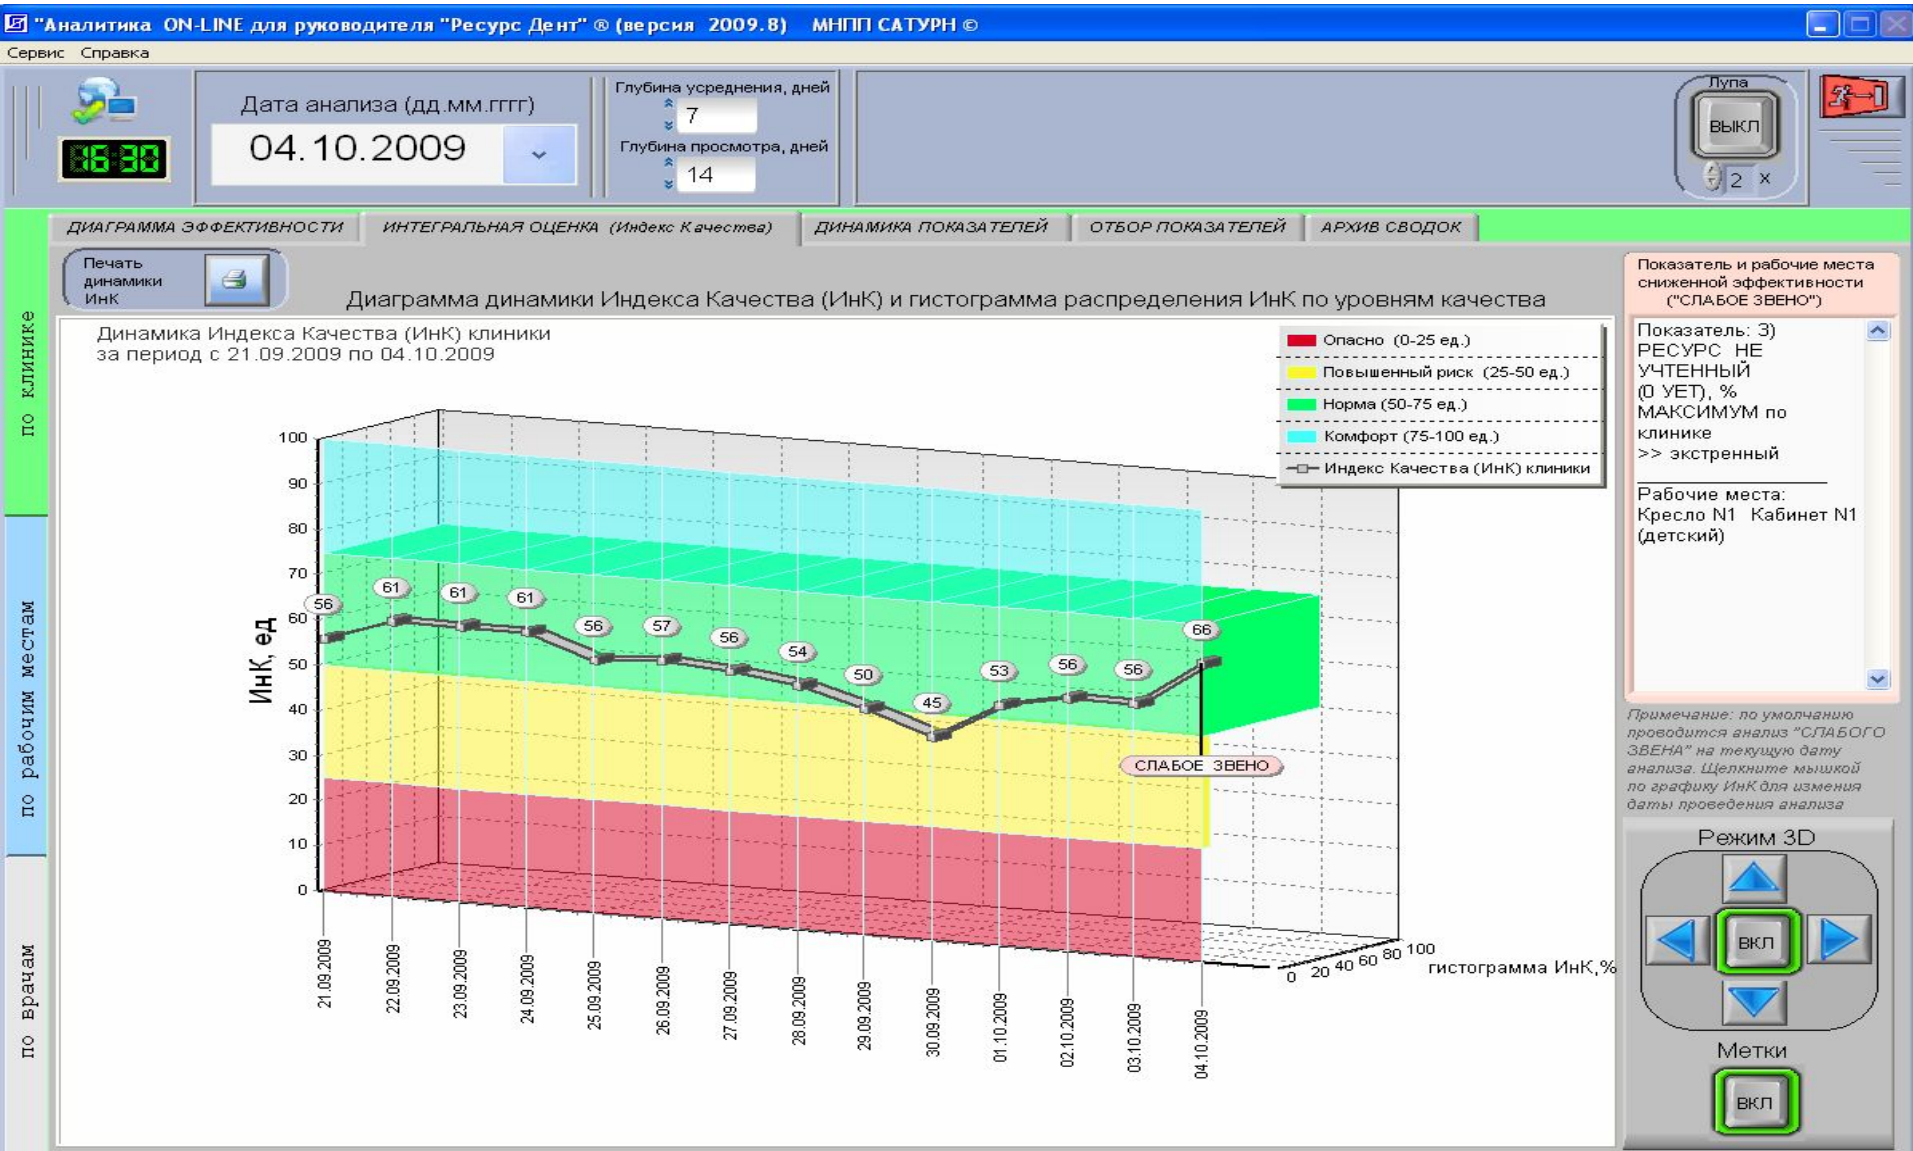 "Аналитика ON-LINE для руководителя "Ресурс Дент" ® (версия 2009.8) МНПП САТУРН ©
Сервис Справка
16:30
Дата анализа (дд.мм.гггг)
04.10.2009
Глубина усреднения, дней
7
Глубина просмотра, дней
14
Лупа
ВЫКЛ
2 x
ДИАГРАММА ЭФФЕКТИВНОСТИ
ИНТЕГРАЛЬНАЯ ОЦЕНКА (Индекс Качества)
ДИНАМИКА ПОКАЗАТЕЛЕЙ
ОТБОР ПОКАЗАТЕЛЕЙ
АРХИВ СВОДОК
по клинике
по рабочим местам
по врачам
Печать
динамики
ИнК
Диаграмма динамики Индекса Качества (ИнК) и гистограмма распределения ИнК по уровням качества
Динамика Индекса Качества (ИнК) клиники
за период с 21.09.2009 по 04.10.2009
Опасно (0-25 ед.)
Повышенный риск (25-50 ед.)
Норма (50-75 ед.)
Комфорт (75-100 ед.)
Индекс Качества (ИнК) клиники
ИнК, ед
100
90
80
70
60
50
40
30
20
10
0
56
61
61
61
56
57
56
54
50
45
53
56
56
66
СЛАБОЕ ЗВЕНО
21.09.2009
22.09.2009
23.09.2009
24.09.2009
25.09.2009
26.09.2009
27.09.2009
28.09.2009
29.09.2009
30.09.2009
01.10.2009
02.10.2009
03.10.2009
04.10.2009
0 20 40 60 80 100
гистограмма ИнК,%
Показатель и рабочие места
сниженной эффективности
("СЛАБОЕ ЗВЕНО")
Показатель: 3)
РЕСУРС НЕ
УЧТЕННЫЙ
(0 УЕТ), %
МАКСИМУМ по
клинике
>> экстренный
Рабочие места:
Кресло N1 Кабинет N1
(детский)
Примечание: по умолчанию
проводится анализ "СЛАБОГО
ЗВЕНА" на текущую дату
анализа. Щелкните мышкой
по графику ИнК для измения
даты проведения анализа
Режим 3D
ВКЛ
Метки
ВКЛ